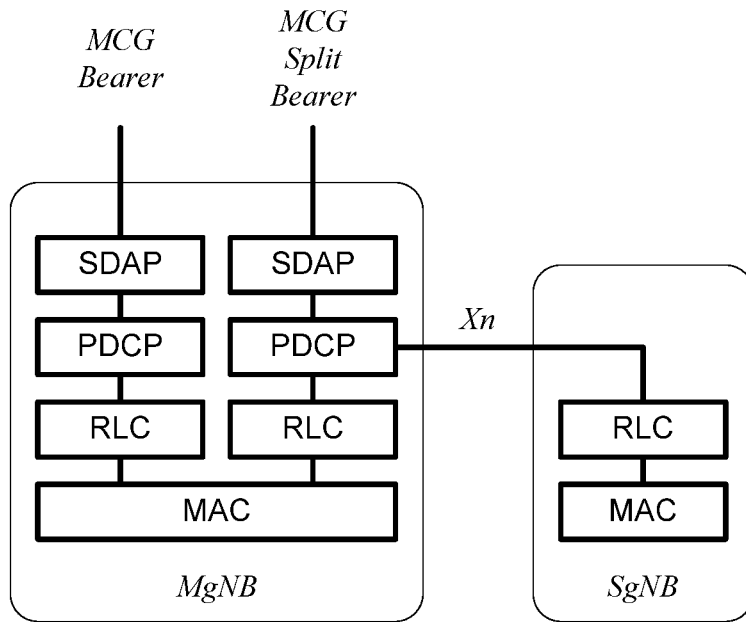 MCG
Bearer
MCG
Split
Bearer
SDAP
SDAP
PDCP
PDCP
Xn
RLC
RLC
RLC
MAC
MAC
MgNB
SgNB